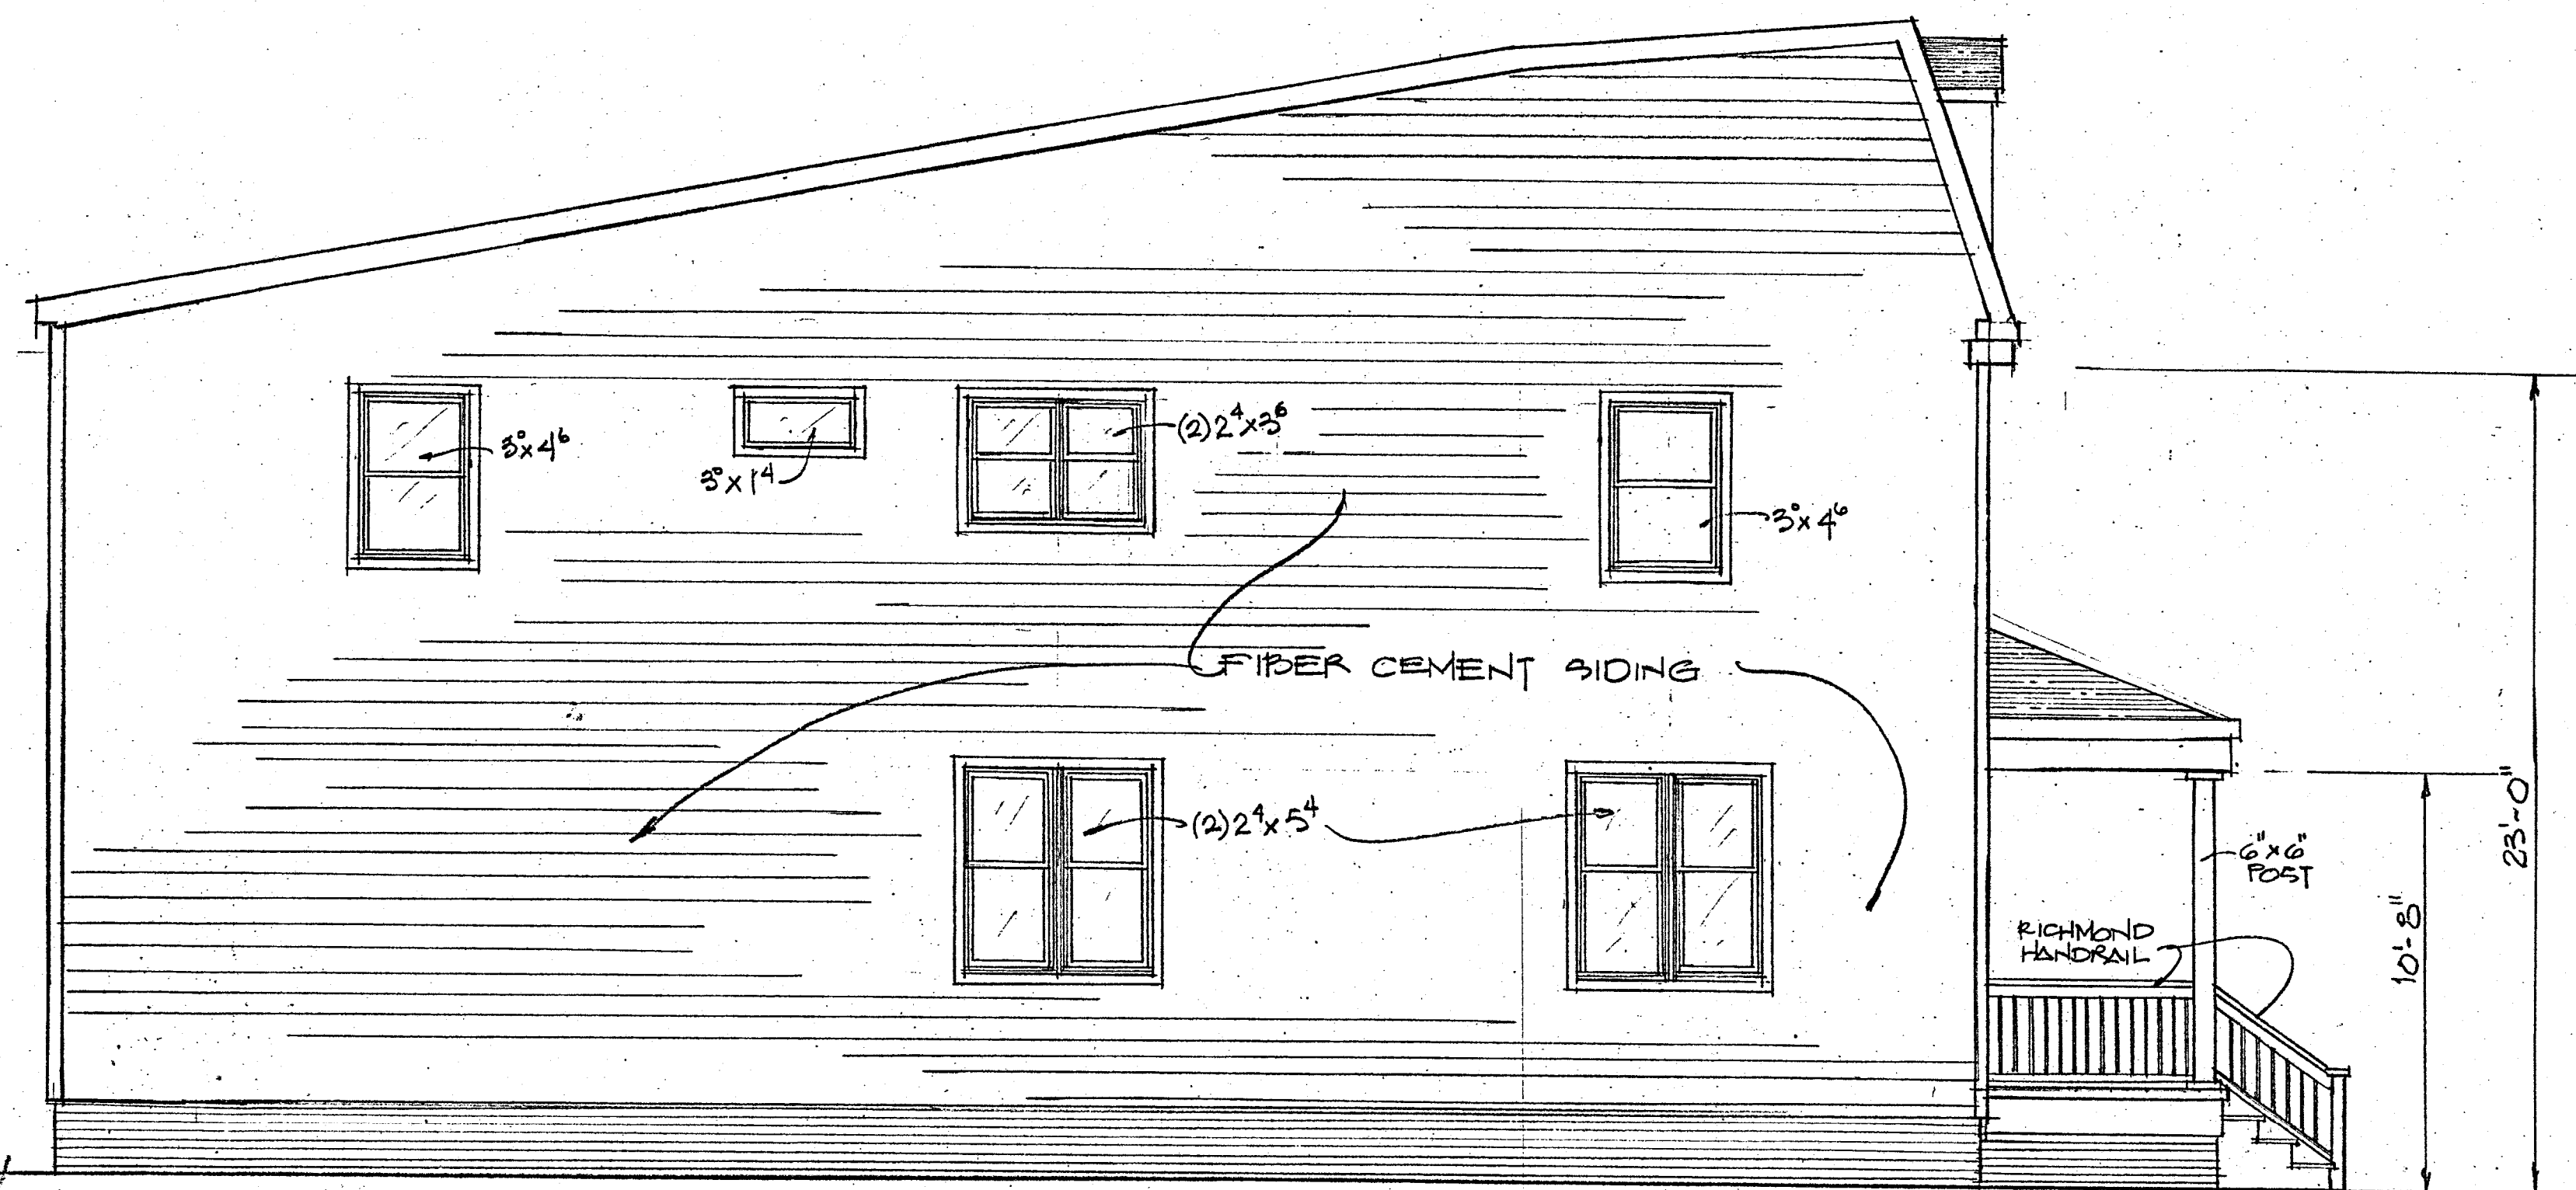 3⁰x4⁶
3⁰x1⁴
(2)2⁴x3⁶
3⁰x4⁶
FIBER CEMENT SIDING
(2)2⁴x5⁴
6"x6"
POST
RICHMOND
HANDRAIL
10'-8"
23'-0"